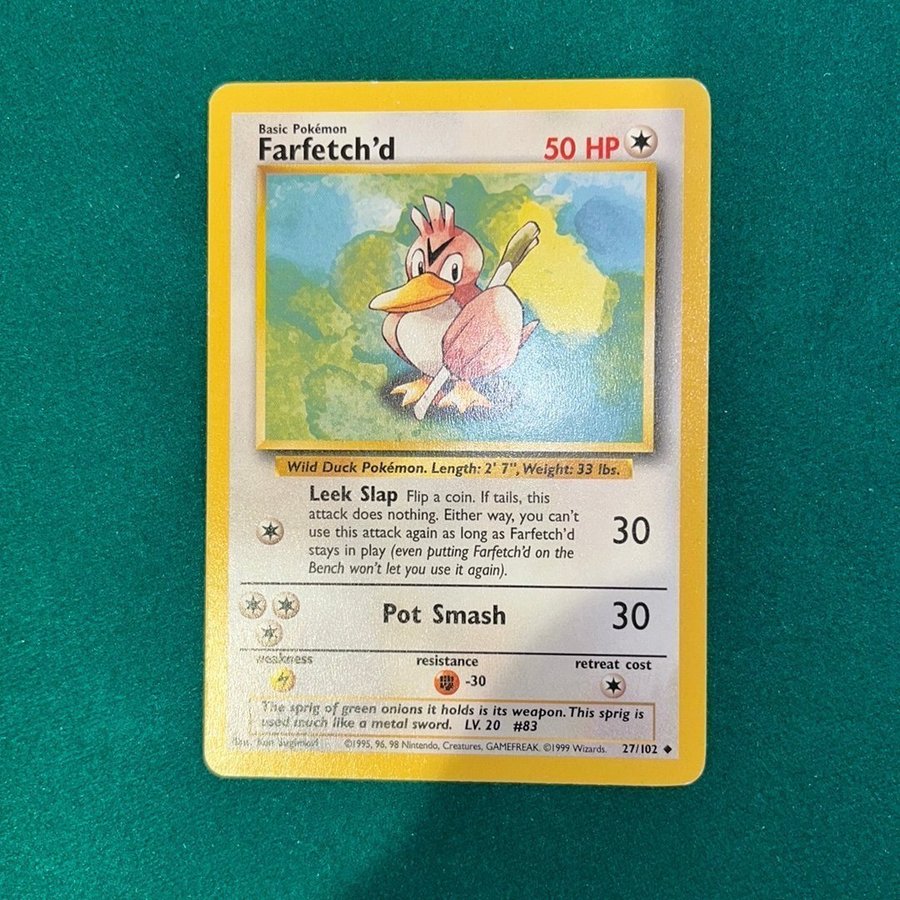 Basic Pokémon
Farfetch'd
50 HP
Wild Duck Pokémon. Length: 2' 7", Weight: 33 lbs.
Leek Slap Flip a coin. If tails, this
attack does nothing. Either way, you can't
use this attack again as long as Farfetch'd
stays in play (even putting Farfetch'd on the
Bench won't let you use it again).
30
Pot Smash
30
weakness
resistance
-30
retreat cost
The sprig of green onions it holds is its weapon. This sprig is
used much like a metal sword. LV. 20 #83
Illus. Ken Sugimori
©1995, 96, 98 Nintendo, Creatures, GAMEFREAK. ©1999 Wizards.
27/102